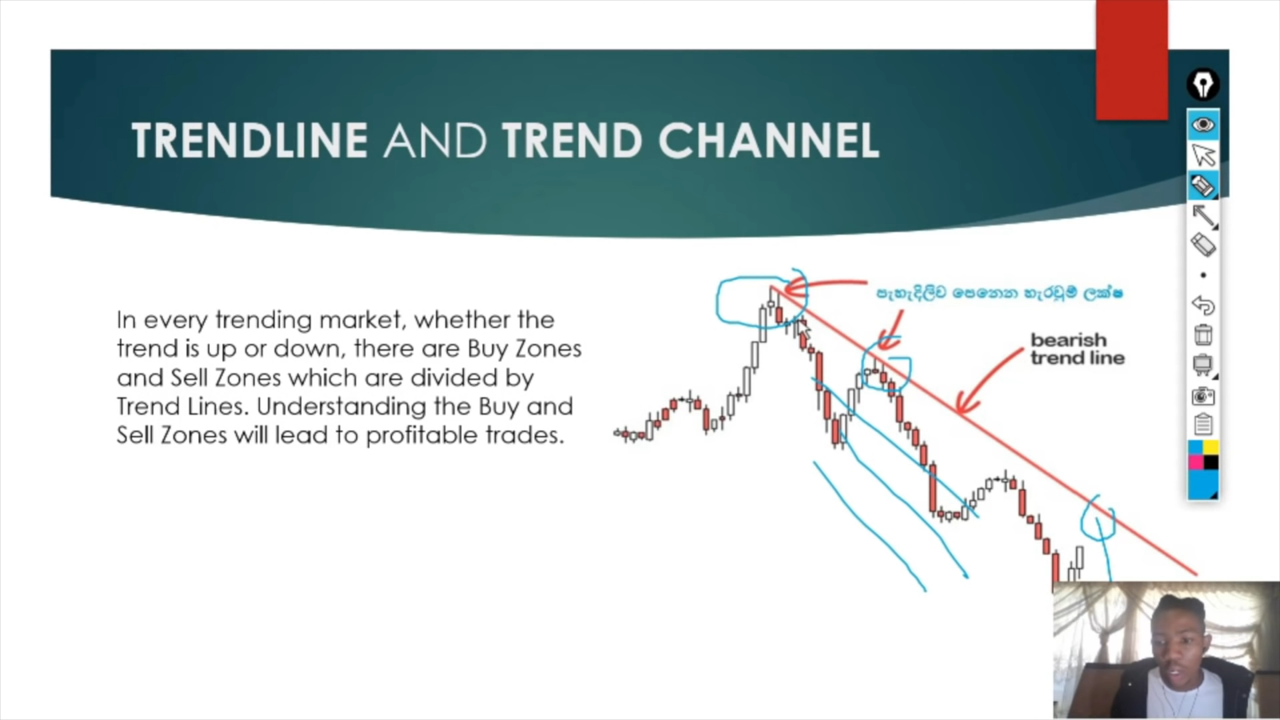 TRENDLINE AND TREND CHANNEL
In every trending market, whether the
trend is up or down, there are Buy Zones
and Sell Zones which are divided by
Trend Lines. Understanding the Buy and
Sell Zones will lead to profitable trades.
පැහැදිලිව පෙනෙන හැරවුම් ලක්ෂ
bearish
trend line